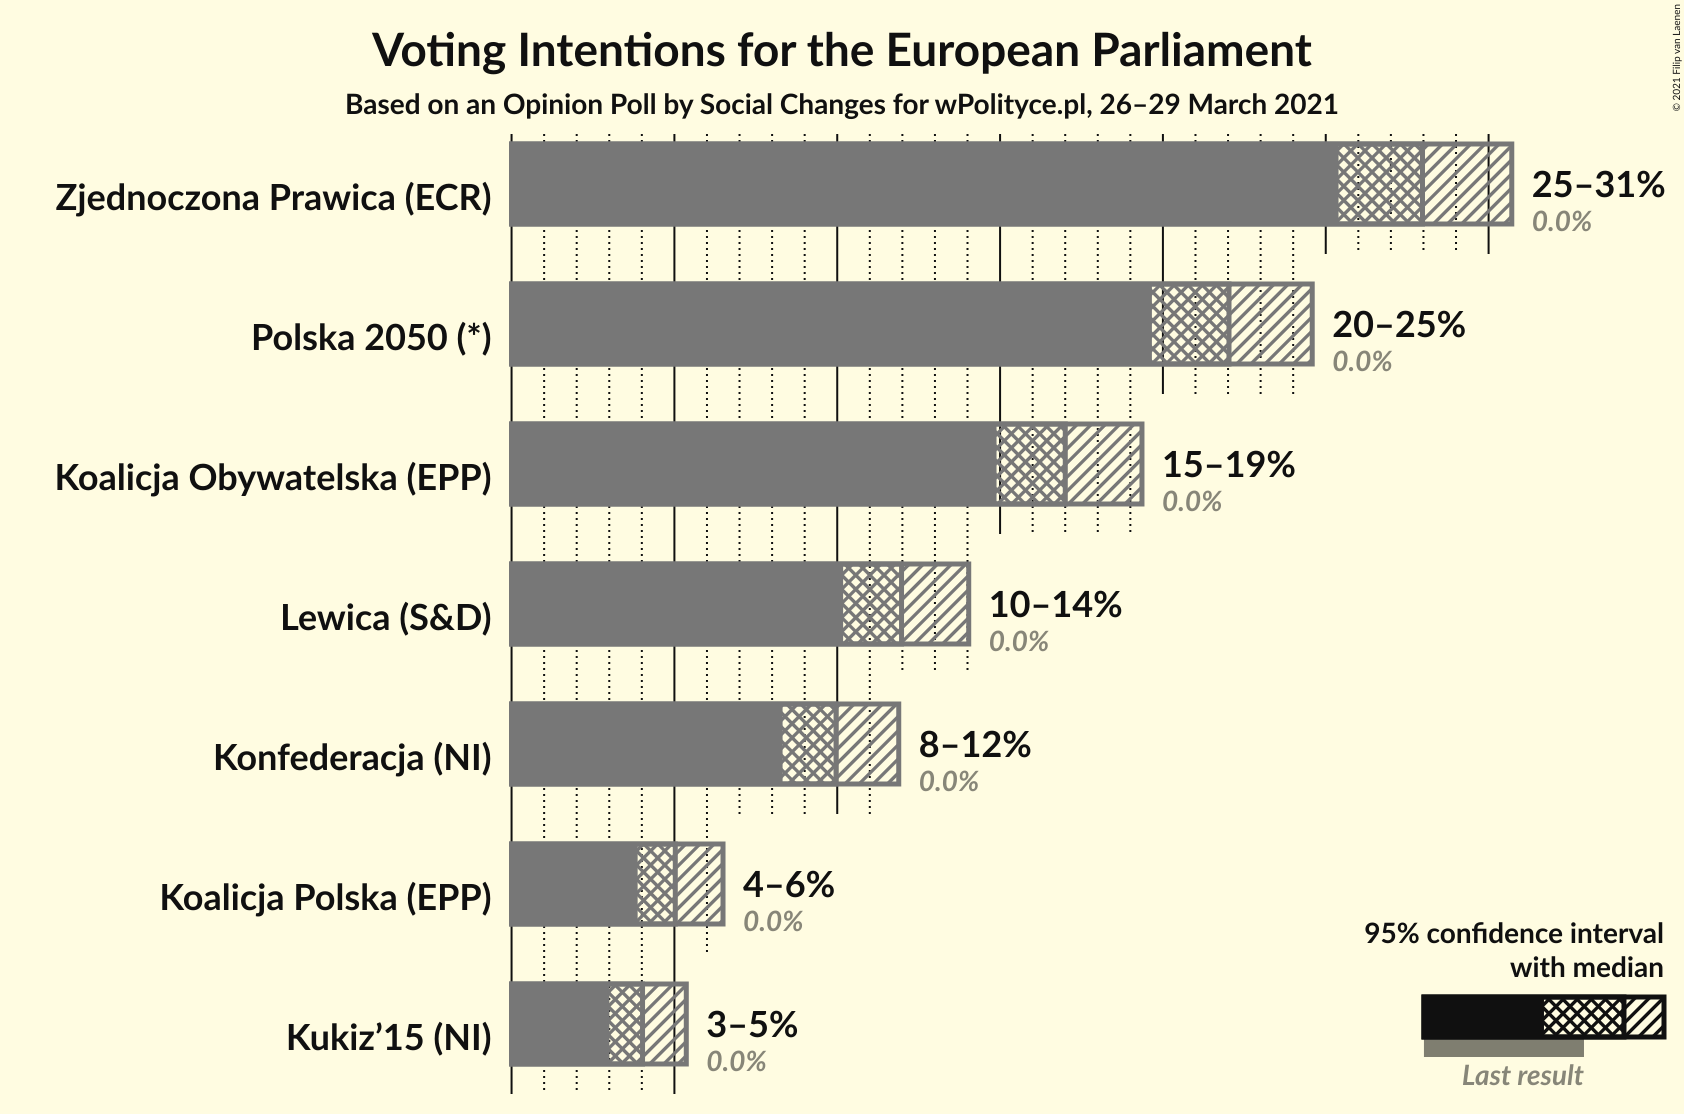 Voting Intentions for the European Parliament
Based on an Opinion Poll by Social Changes for wPolityce.pl, 26–29 March 2021
© 2021 Filip van Laenen
Zjednoczona Prawica (ECR)
25–31%
0.0%
Polska 2050 (*)
20–25%
0.0%
Koalicja Obywatelska (EPP)
15–19%
0.0%
Lewica (S&D)
10–14%
0.0%
Konfederacja (NI)
8–12%
0.0%
Koalicja Polska (EPP)
4–6%
0.0%
Kukiz’15 (NI)
3–5%
0.0%
95% confidence interval
with median
Last result